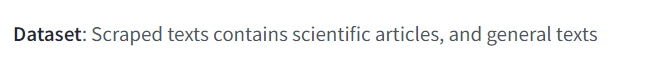 Dataset: Scraped texts contains scientific articles, and general texts